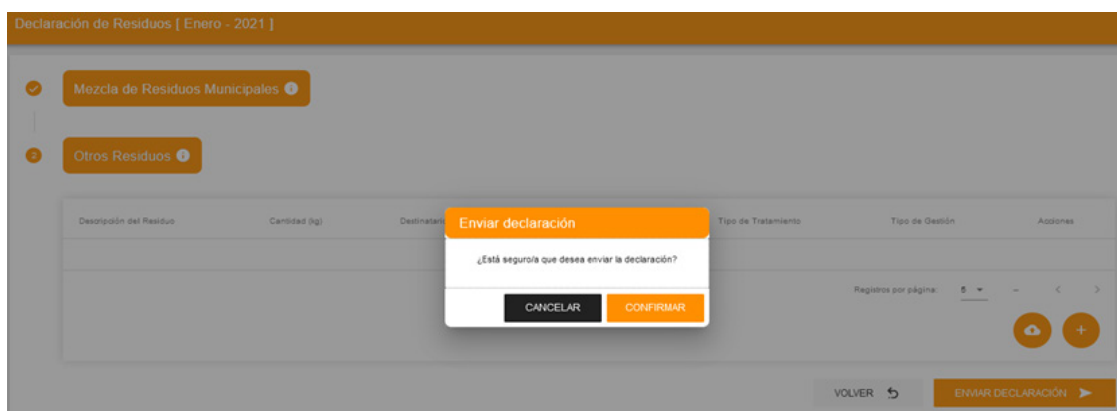 Declaración de Residuos [ Enero - 2021 ]
Mezcla de Residuos Municipales
2 Otros Residuos
Descripción del Residuo Cantidad (kg) Destinatario Tipo de Tratamiento Tipo de Gestión Acciones
Enviar declaración
¿Está seguro/a que desea enviar la declaración?
CANCELAR CONFIRMAR
Registros por página: 5 –
VOLVER ENVIAR DECLARACIÓN